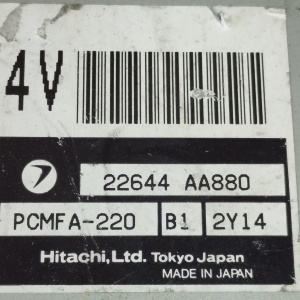 4V
22644 AA880
PCMFA-220 B1 2Y14
Hitachi,Ltd. Tokyo Japan
MADE IN JAPAN